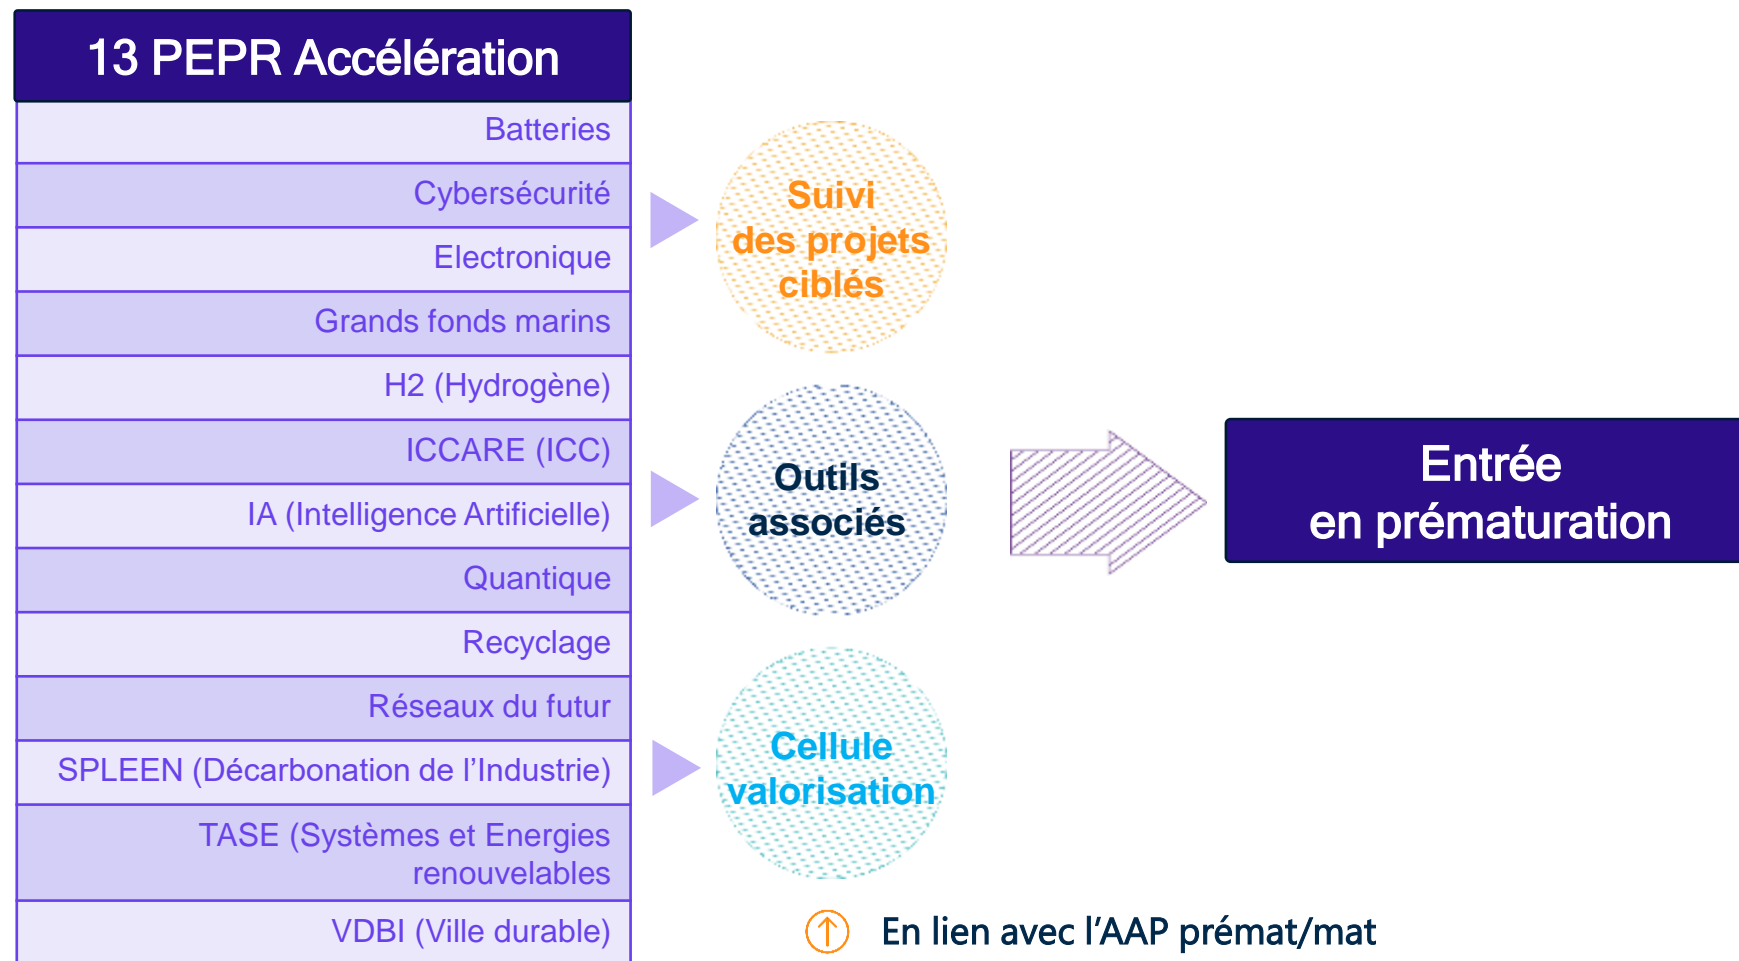 13 PEPR Accélération
Batteries
Cybersécurité
Electronique
Grands fonds marins
H2 (Hydrogène)
ICCARE (ICC)
IA (Intelligence Artificielle)
Quantique
Recyclage
Réseaux du futur
SPLEEN (Décarbonation de l’Industrie)
TASE (Systèmes et Energies
renouvelables
VDBI (Ville durable)
Suivi
des projets
ciblés
Outils
associés
Cellule
valorisation
En lien avec l’AAP prémat/mat
Entrée
en prématuration